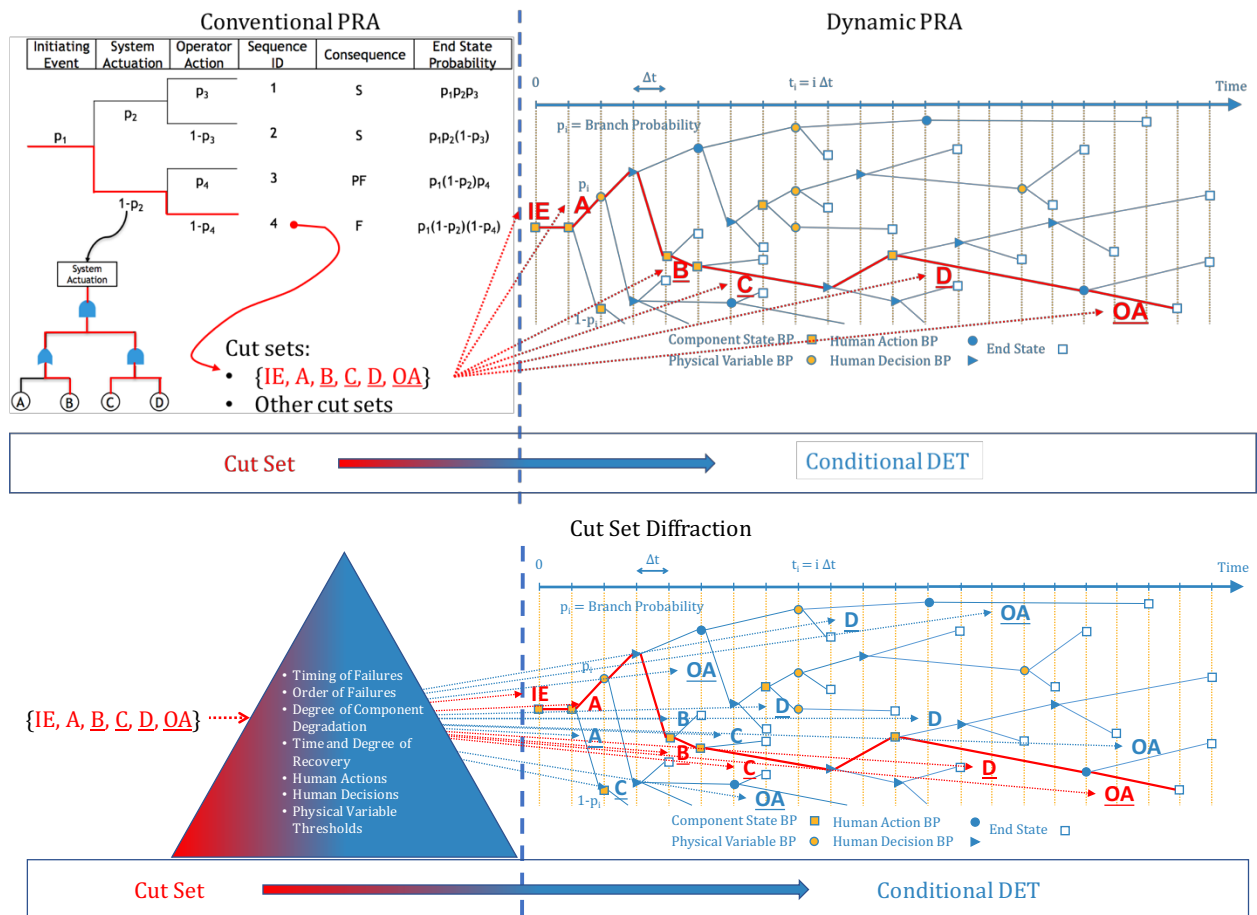 Conventional PRA
Dynamic PRA
Initiating Event
System Actuation
Operator Action
Sequence ID
Consequence
End State Probability
p₁
p₂
1-p₂
p₃
1
S
p₁p₂p₃
1-p₃
2
S
p₁p₂(1-p₃)
p₄
3
PF
p₁(1-p₂)p₄
1-p₄
4
F
p₁(1-p₂)(1-p₄)
System Actuation
A
B
C
D
Cut sets:
• {IE, A, B, C, D, OA}
• Other cut sets
0
Δt
tᵢ = i Δt
Time
pᵢ = Branch Probability
pᵢ
IE
A
B
C
D
OA
1-pᵢ
Component State BP
Human Action BP
End State
Physical Variable BP
Human Decision BP
Cut Set
Conditional DET
Cut Set Diffraction
{IE, A, B, C, D, OA}
• Timing of Failures
• Order of Failures
• Degree of Component
Degradation
• Time and Degree of
Recovery
• Human Actions
• Human Decisions
• Physical Variable
Thresholds
0
Δt
tᵢ = i Δt
Time
pᵢ = Branch Probability
D
OA
pᵢ
OA
IE
A
D
B
D
A
C
OA
B
C
D
C
OA
OA
1-pᵢ
Component State BP
Human Action BP
End State
Physical Variable BP
Human Decision BP
Cut Set
Conditional DET